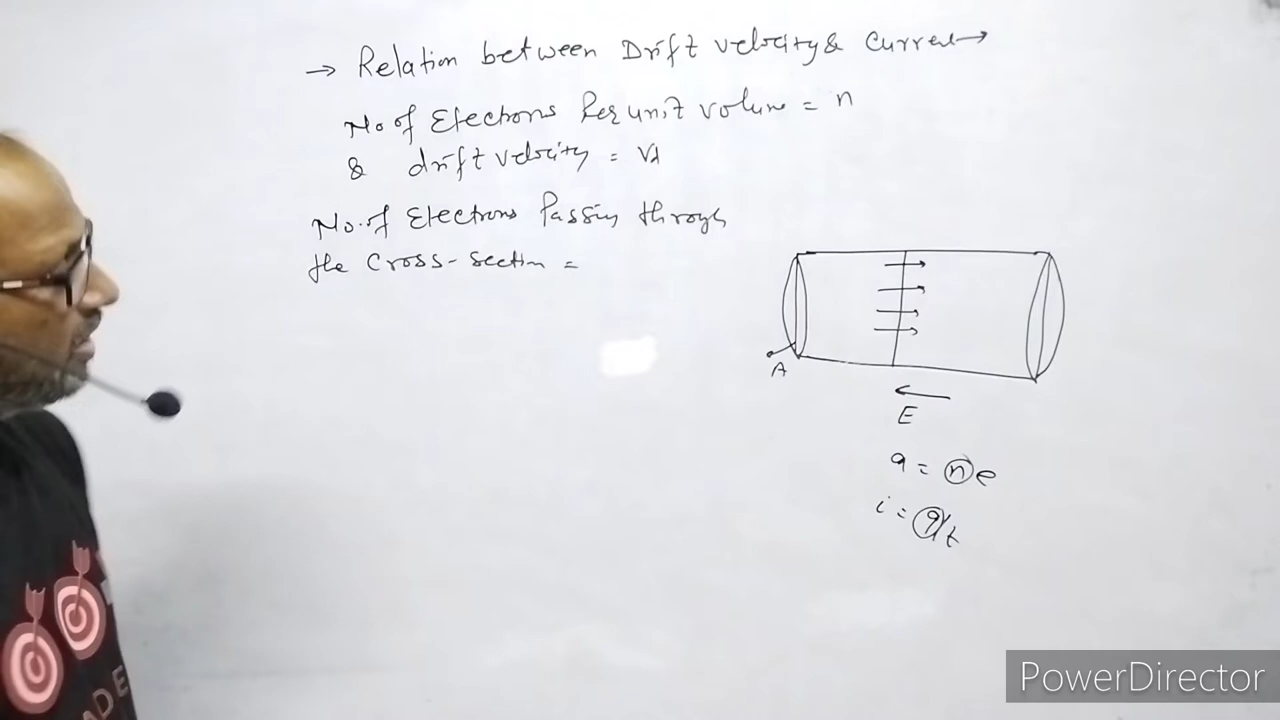 → Relation between Drift velocity & Current →
No of Electrons Per unit volume = n
& drift velocity = Vd
No. of Electrons Passing through
the Cross-Section =
A
E
q = n e
i = q/t
ADE
PowerDirector